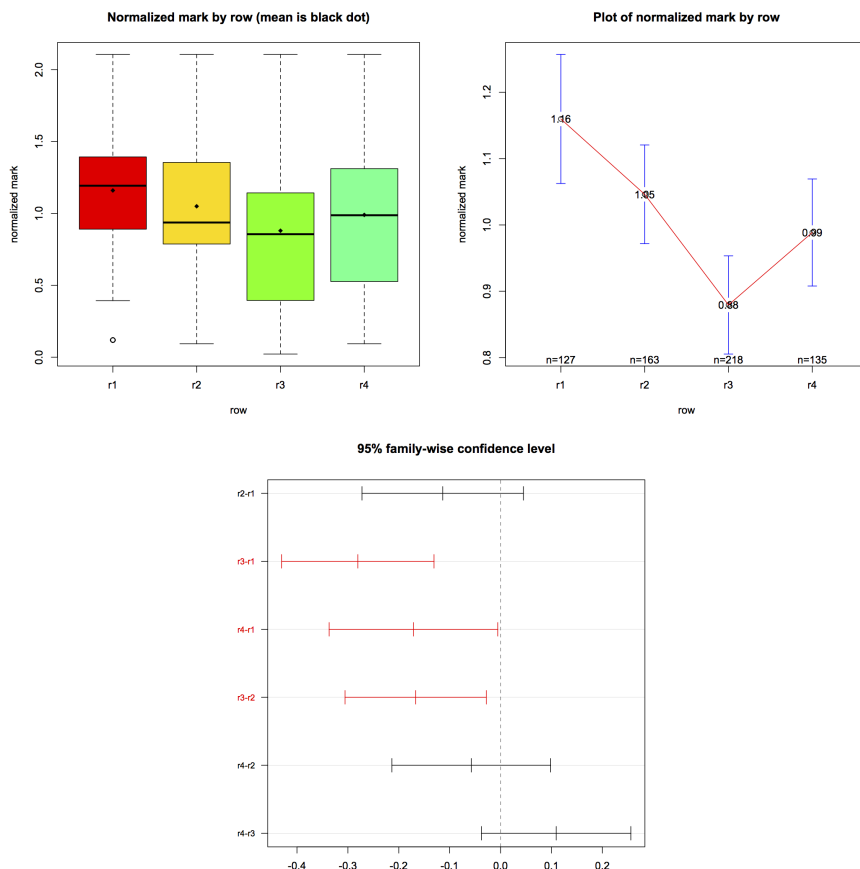 Normalized mark by row (mean is black dot)
normalized mark
2.0
1.5
1.0
0.5
0.0
r1 r2 r3 r4
row
Plot of normalized mark by row
normalized mark
1.2
1.1
1.0
0.9
0.8
1.16
1.05
0.88
0.99
n=127 n=163 n=218 n=135
r1 r2 r3 r4
row
95% family-wise confidence level
r2-r1
r3-r1
r4-r1
r3-r2
r4-r2
r4-r3
-0.4 -0.3 -0.2 -0.1 0.0 0.1 0.2